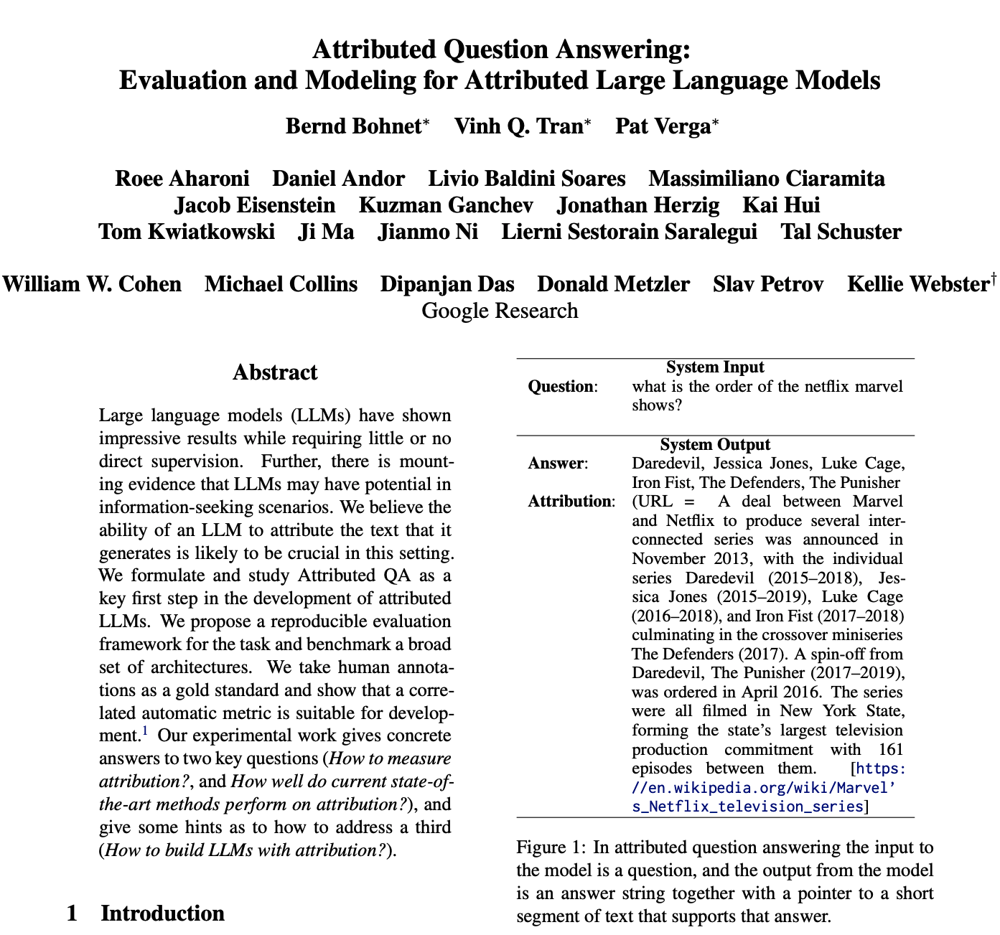 Attributed Question Answering:
Evaluation and Modeling for Attributed Large Language Models
Bernd Bohnet* Vinh Q. Tran* Pat Verga*
Roee Aharoni Daniel Andor Livio Baldini Soares Massimiliano Ciaramita
Jacob Eisenstein Kuzman Ganchev Jonathan Herzig Kai Hui
Tom Kwiatkowski Ji Ma Jianmo Ni Lierni Sestorain Saralegui Tal Schuster
William W. Cohen Michael Collins Dipanjan Das Donald Metzler Slav Petrov Kellie Webster†
Google Research
Abstract
Large language models (LLMs) have shown
impressive results while requiring little or no
direct supervision. Further, there is mount-
ing evidence that LLMs may have potential in
information-seeking scenarios. We believe the
ability of an LLM to attribute the text that it
generates is likely to be crucial in this setting.
We formulate and study Attributed QA as a
key first step in the development of attributed
LLMs. We propose a reproducible evaluation
framework for the task and benchmark a broad
set of architectures. We take human annota-
tions as a gold standard and show that a corre-
lated automatic metric is suitable for develop-
ment.1 Our experimental work gives concrete
answers to two key questions (How to measure
attribution?, and How well do current state-of-
the-art methods perform on attribution?), and
give some hints as to how to address a third
(How to build LLMs with attribution?).
1 Introduction
System Input
Question: what is the order of the netflix marvel
shows?
System Output
Answer: Daredevil, Jessica Jones, Luke Cage,
Iron Fist, The Defenders, The Punisher
Attribution: (URL = A deal between Marvel
and Netflix to produce several inter-
connected series was announced in
November 2013, with the individual
series Daredevil (2015–2018), Jes-
sica Jones (2015–2019), Luke Cage
(2016–2018), and Iron Fist (2017–2018)
culminating in the crossover miniseries
The Defenders (2017). A spin-off from
Daredevil, The Punisher (2017–2019),
was ordered in April 2016. The series
were all filmed in New York State,
forming the state's largest television
production commitment with 161
episodes between them. [https:
//en.wikipedia.org/wiki/Marvel'
s_Netflix_television_series]
Figure 1: In attributed question answering the input to
the model is a question, and the output from the model
is an answer string together with a pointer to a short
segment of text that supports that answer.